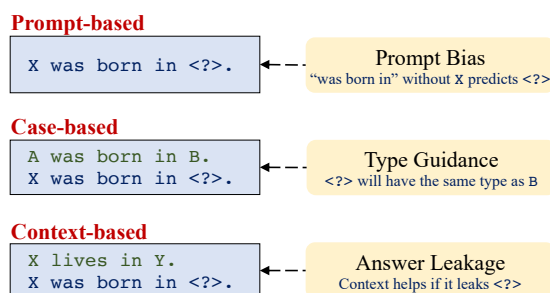 Prompt-based
X was born in <?>.
Prompt Bias
“was born in” without X predicts <?>
Case-based
A was born in B.
X was born in <?>.
Type Guidance
<?> will have the same type as B
Context-based
X lives in Y.
X was born in <?>.
Answer Leakage
Context helps if it leaks <?>